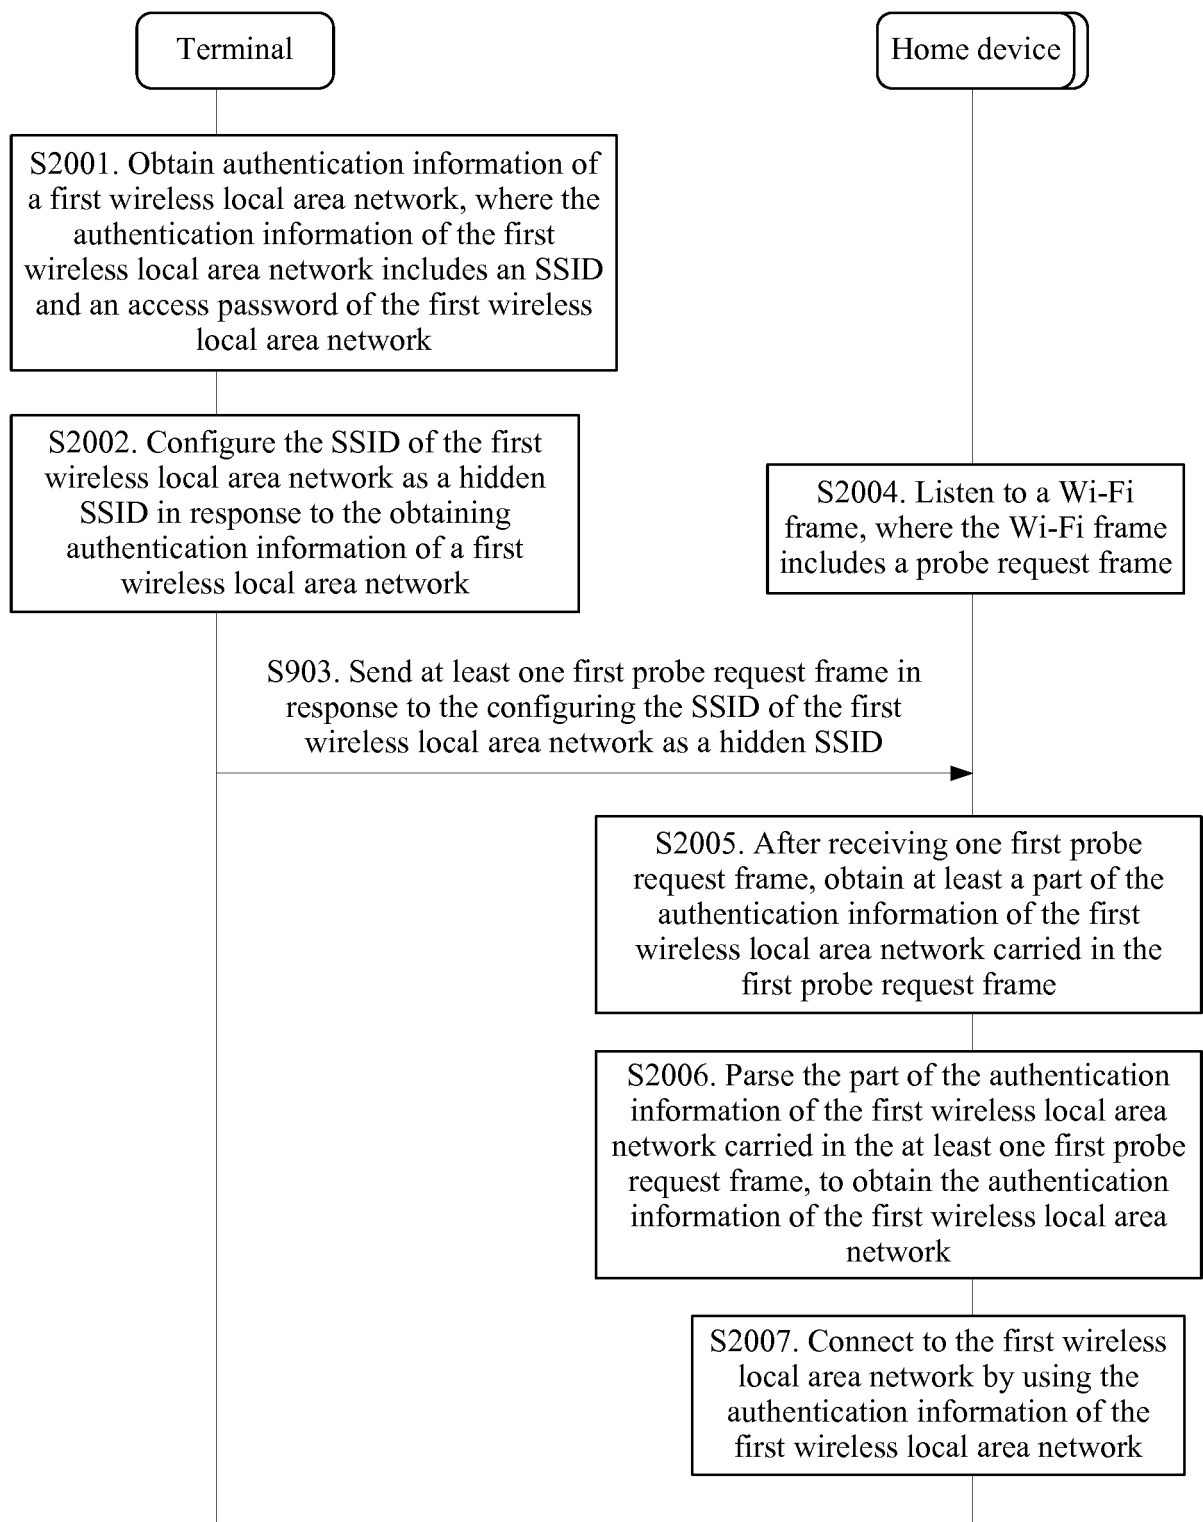 Terminal
Home device
S2001. Obtain authentication information of
a first wireless local area network, where the
authentication information of the first
wireless local area network includes an SSID
and an access password of the first wireless
local area network
S2002. Configure the SSID of the first
wireless local area network as a hidden
SSID in response to the obtaining
authentication information of a first
wireless local area network
S2004. Listen to a Wi-Fi
frame, where the Wi-Fi frame
includes a probe request frame
S903. Send at least one first probe request frame in
response to the configuring the SSID of the first
wireless local area network as a hidden SSID
S2005. After receiving one first probe
request frame, obtain at least a part of the
authentication information of the first
wireless local area network carried in the
first probe request frame
S2006. Parse the part of the authentication
information of the first wireless local area
network carried in the at least one first probe
request frame, to obtain the authentication
information of the first wireless local area
network
S2007. Connect to the first wireless
local area network by using the
authentication information of the
first wireless local area network